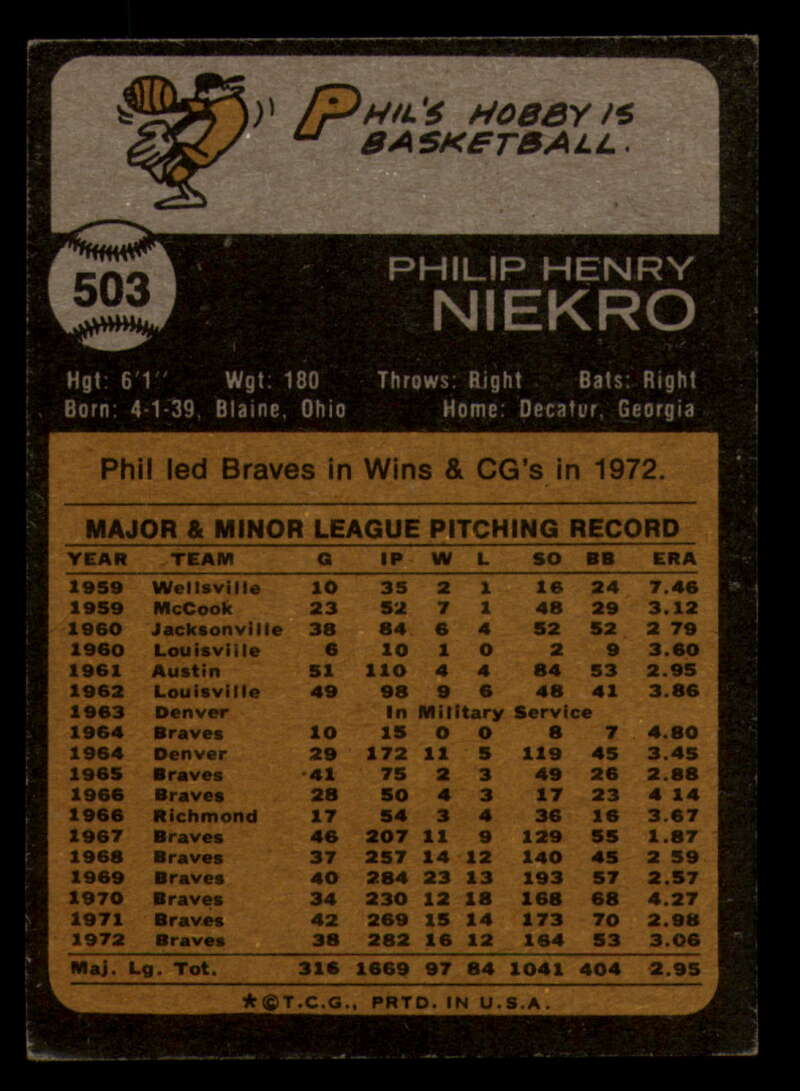 PHIL'S HOBBY IS
BASKETBALL.
503
PHILIP HENRY
NIEKRO
Hgt: 6'1" Wgt: 180 Throws: Right Bats: Right
Born: 4-1-39, Blaine, Ohio Home: Decatur, Georgia
Phil led Braves in Wins & CG's in 1972.
MAJOR & MINOR LEAGUE PITCHING RECORD
YEAR TEAM G IP W L SO BB ERA
1959 Wellsville 10 35 2 1 16 24 7.46
1959 McCook 23 52 7 1 48 29 3.12
1960 Jacksonville 38 84 6 4 52 52 2 79
1960 Louisville 6 10 1 0 2 9 3.60
1961 Austin 51 110 4 4 84 53 2.95
1962 Louisville 49 98 9 6 48 41 3.86
1963 Denver In Military Service
1964 Braves 10 15 0 0 8 7 4.80
1964 Denver 29 172 11 5 119 45 3.45
1965 Braves 41 75 2 3 49 26 2.88
1966 Braves 28 50 4 3 17 23 4 14
1966 Richmond 17 54 3 4 36 16 3.67
1967 Braves 46 207 11 9 129 55 1.87
1968 Braves 37 257 14 12 140 45 2 59
1969 Braves 40 284 23 13 193 57 2.57
1970 Braves 34 230 12 18 168 68 4.27
1971 Braves 42 269 15 14 173 70 2.98
1972 Braves 38 282 16 12 164 53 3.06
Maj. Lg. Tot. 316 1669 97 84 1041 404 2.95
*©T.C.G., PRTD. IN U.S.A.